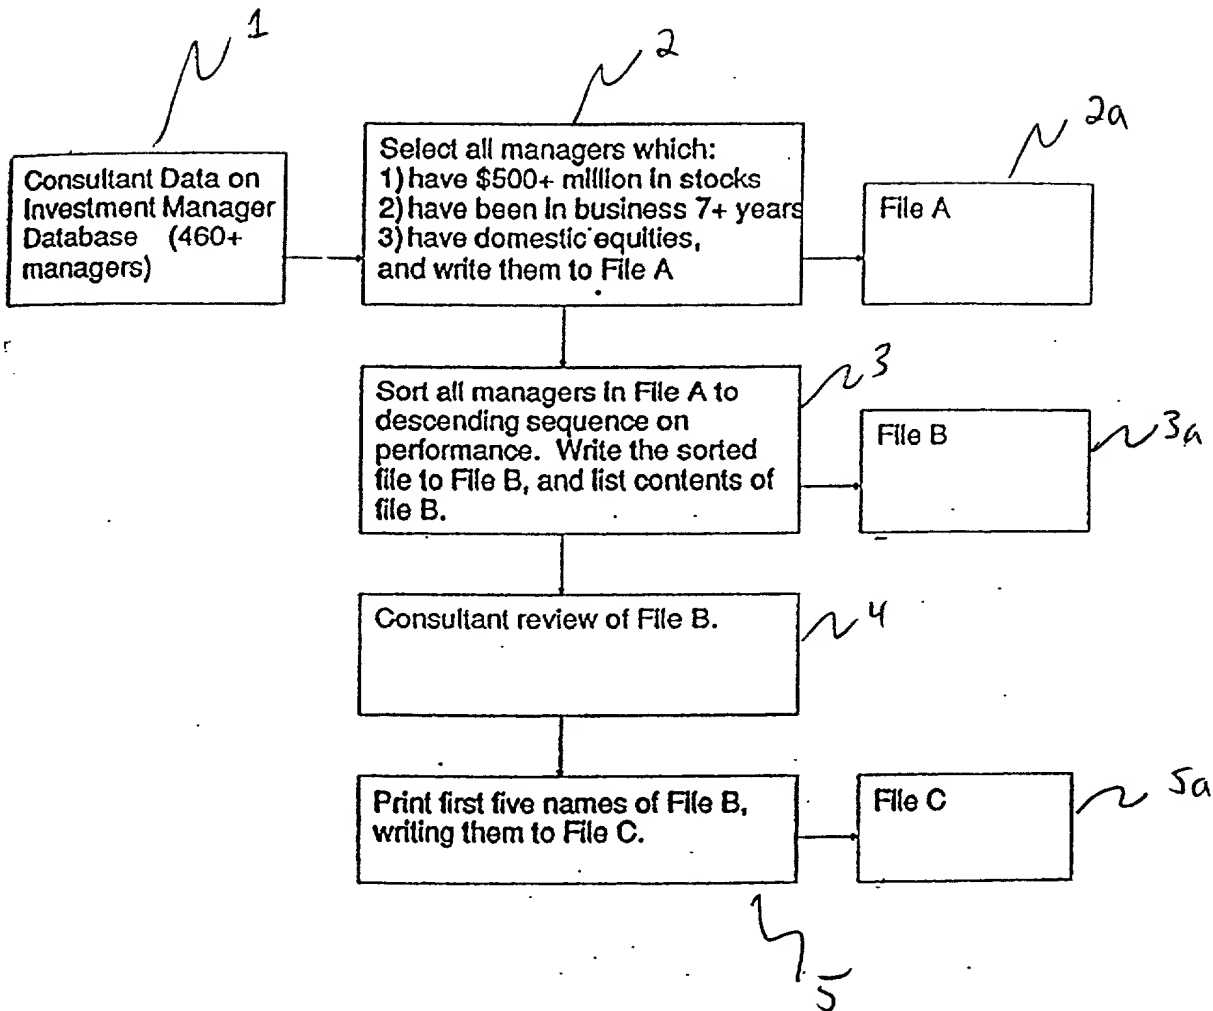 1
2
2a
Consultant Data on
Investment Manager
Database (460+
managers)
Select all managers which:
1) have $500+ million in stocks
2) have been in business 7+ years
3) have domestic equities,
and write them to File A
File A
3
Sort all managers in File A to
descending sequence on
performance. Write the sorted
file to File B, and list contents of
file B.
File B
3a
Consultant review of File B.
4
Print first five names of File B,
writing them to File C.
File C
5a
5